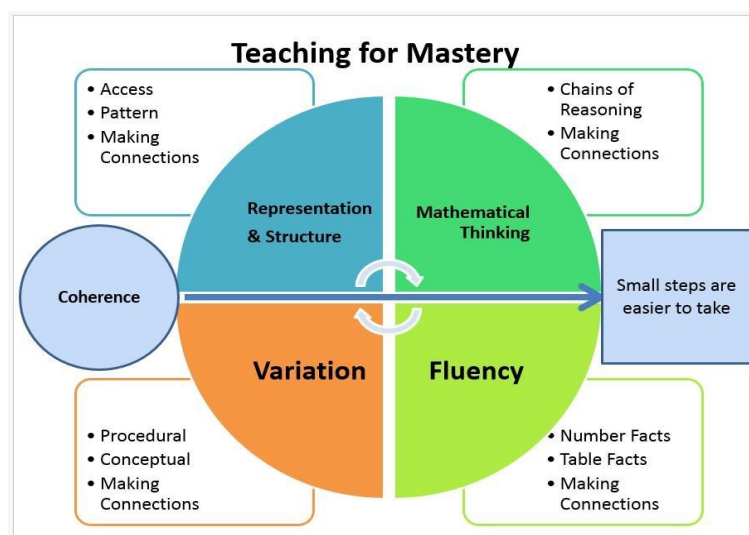 Teaching for Mastery
• Access
• Pattern
• Making
Connections
• Chains of
Reasoning
• Making
Connections
Representation
& Structure
Mathematical
Thinking
Coherence
Small steps are
easier to take
Variation
Fluency
• Procedural
• Conceptual
• Making
Connections
• Number Facts
• Table Facts
• Making
Connections